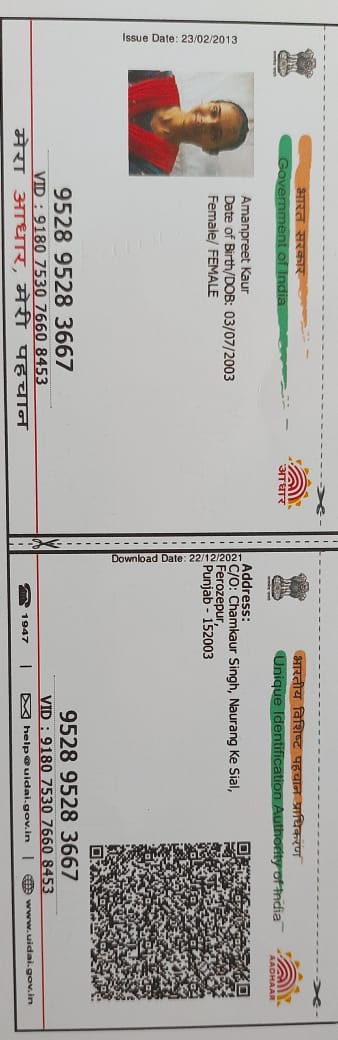 भारत सरकार
Government of India
आधार
Issue Date: 23/02/2013
Amanpreet Kaur
Date of Birth/DOB: 03/07/2003
Female/ FEMALE
9528 9528 3667
VID : 9180 7530 7660 8453
मेरा आधार, मेरी पहचान
भारतीय विशिष्ट पहचान प्राधिकरण
Unique Identification Authority of India
AADHAAR
Download Date: 22/12/2021
Address:
C/O: Chamkaur Singh, Naurang Ke Sial,
Ferozepur,
Punjab - 152003
9528 9528 3667
VID : 9180 7530 7660 8453
1947 | help@uidai.gov.in | www.uidai.gov.in